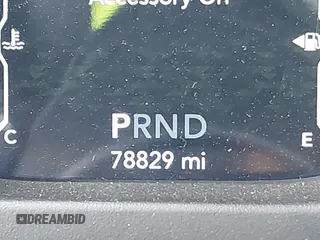 Accessory On
C
PRND
E
78829 mi
DREAMBID